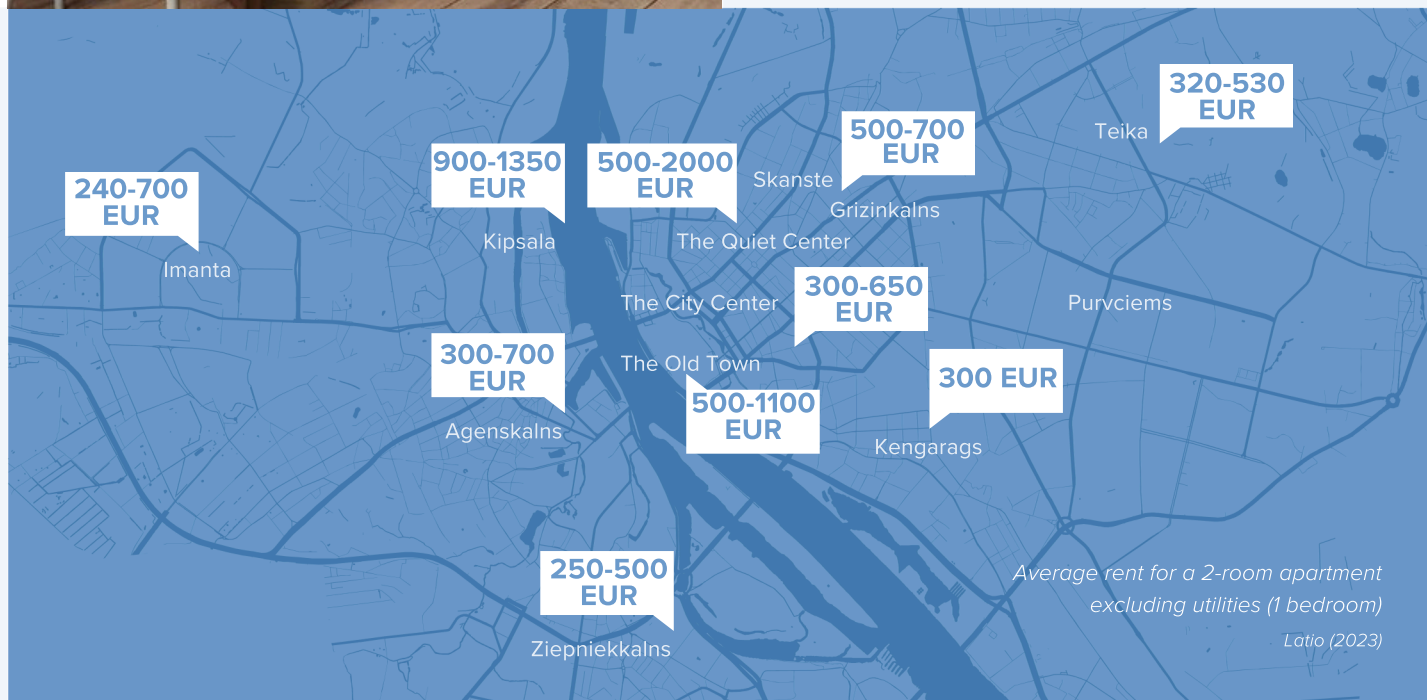 320-530
EUR
Teika
500-700
EUR
900-1350
EUR
500-2000
EUR
Skanste
240-700
EUR
Grizinkalns
Kipsala
The Quiet Center
Imanta
300-650
EUR
The City Center
Purvciems
300-700
EUR
The Old Town
300 EUR
500-1100
EUR
Agenskalns
Kengarags
250-500
EUR
Ziepniekkalns
Average rent for a 2-room apartment
excluding utilities (1 bedroom)
Latio (2023)